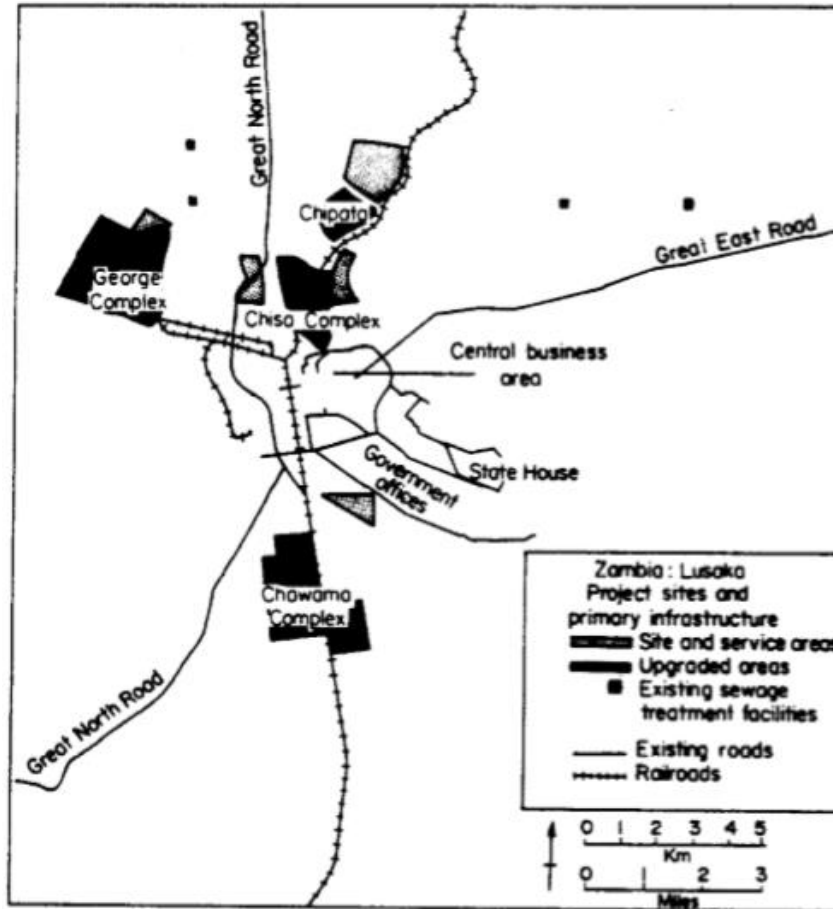 Great North Road
Chipata
Great East Road
George
Complex
Chisa Complex
Central business
area
State House
Government
offices
Chawama
Complex
Great North Road
Zambia: Lusaka
Project sites and
primary infrastructure
Site and service areas
Upgraded areas
Existing sewage
treatment facilities
Existing roads
Railroads
0 1 2 3 4 5
Km
0 1 2 3
Miles